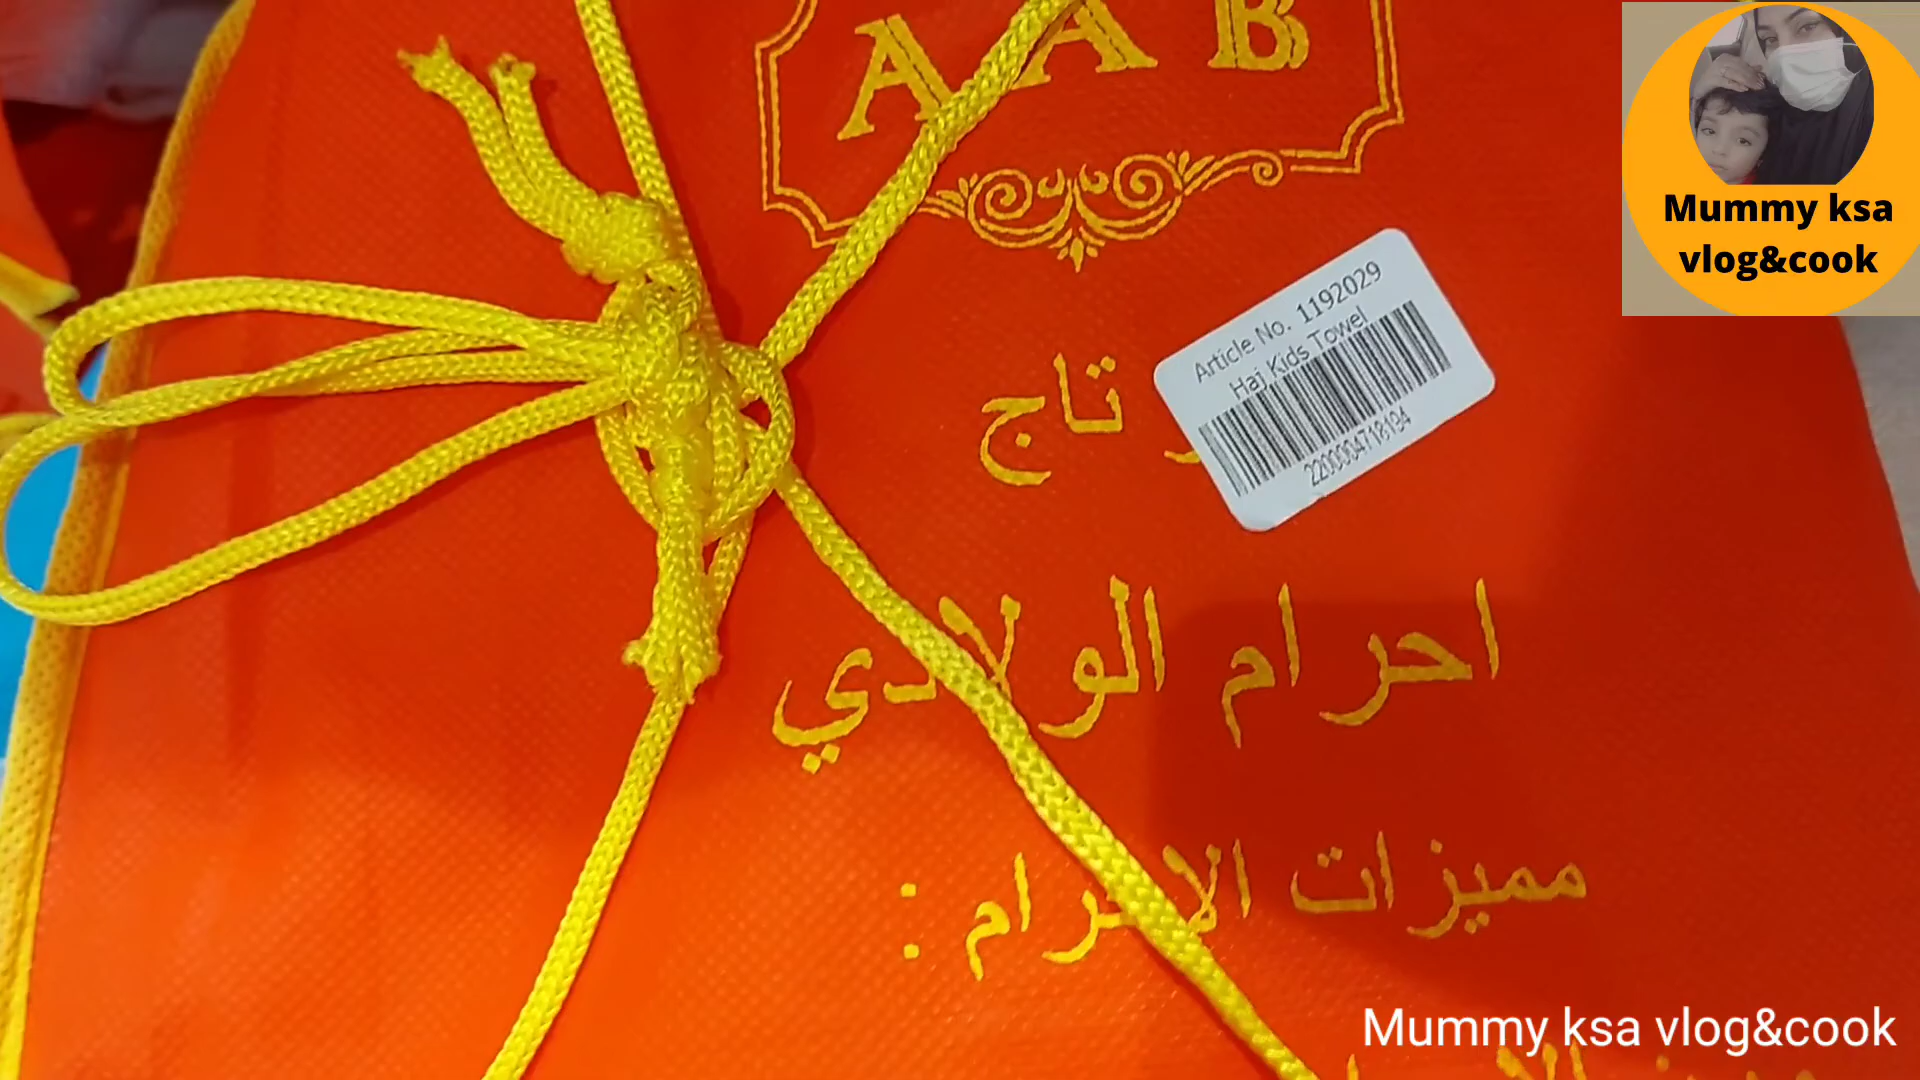 AAB
Mummy ksa
vlog&cook
Article No. 1192029
Haj Kids Towel
2200004718194
تاج
احرام الولادي
مميزات الاحرام :
Mummy ksa vlog&cook